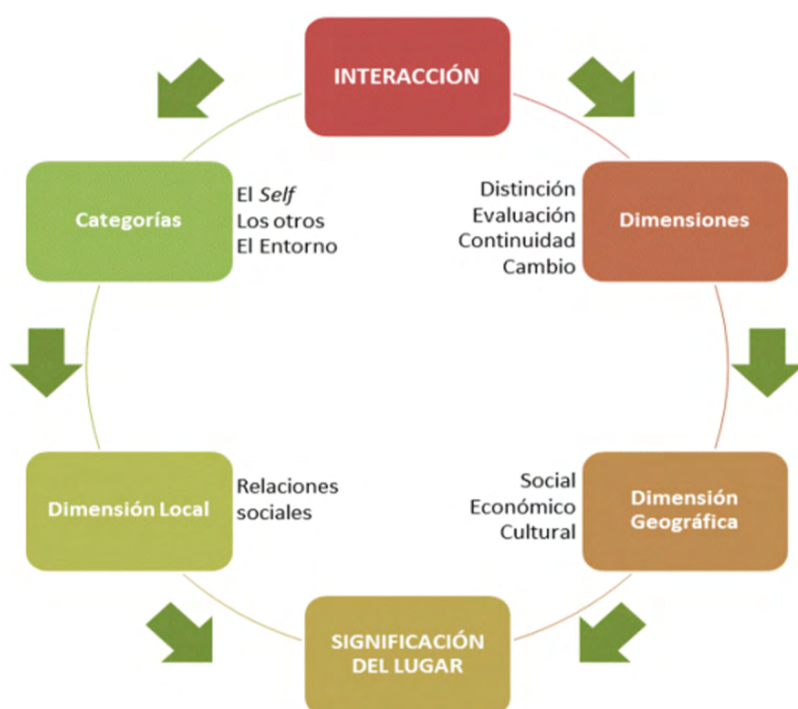 INTERACCIÓN
Categorías
El Self
Los otros
El Entorno
Distinción
Evaluación
Continuidad
Cambio
Dimensiones
Dimensión Local
Relaciones
sociales
Social
Económico
Cultural
Dimensión
Geográfica
SIGNIFICACIÓN
DEL LUGAR